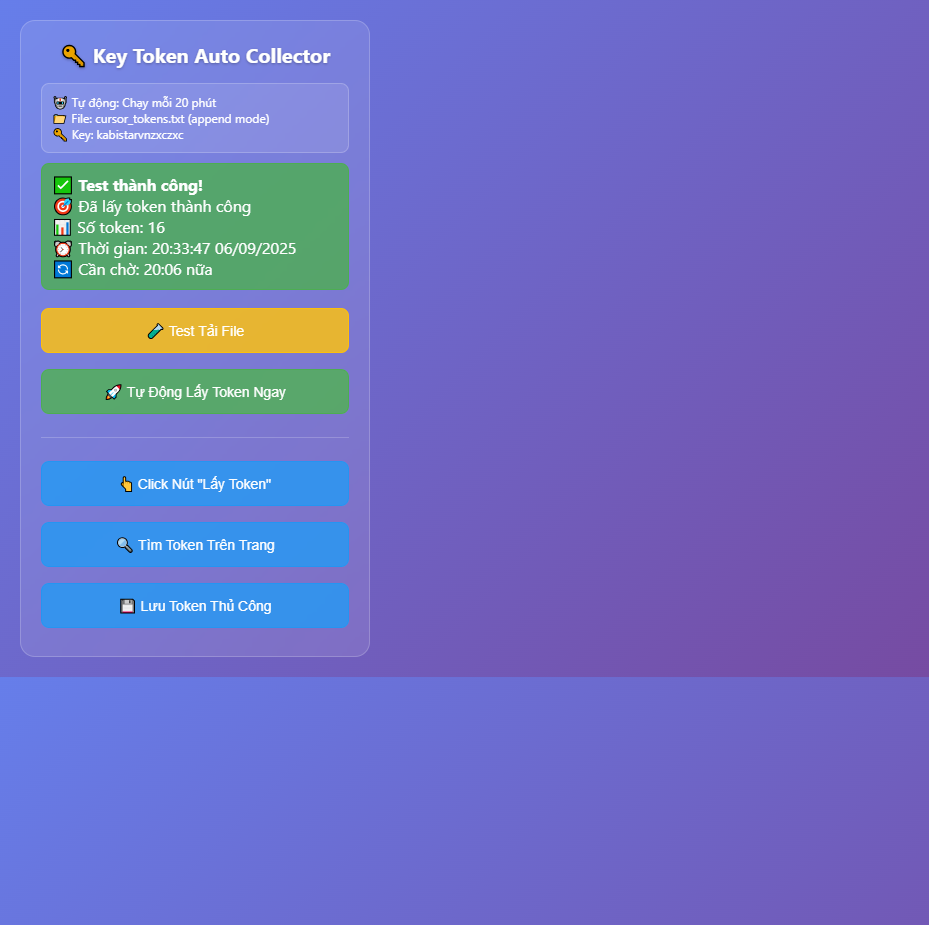 Key Token Auto Collector
Tự động: Chạy mỗi 20 phút
File: cursor_tokens.txt (append mode)
Key: kabistarvnzxczxc
Test thành công!
Đã lấy token thành công
Số token: 16
Thời gian: 20:33:47 06/09/2025
Cần chờ: 20:06 nữa
Test Tải File
Tự Động Lấy Token Ngay
Click Nút "Lấy Token"
Tìm Token Trên Trang
Lưu Token Thủ Công